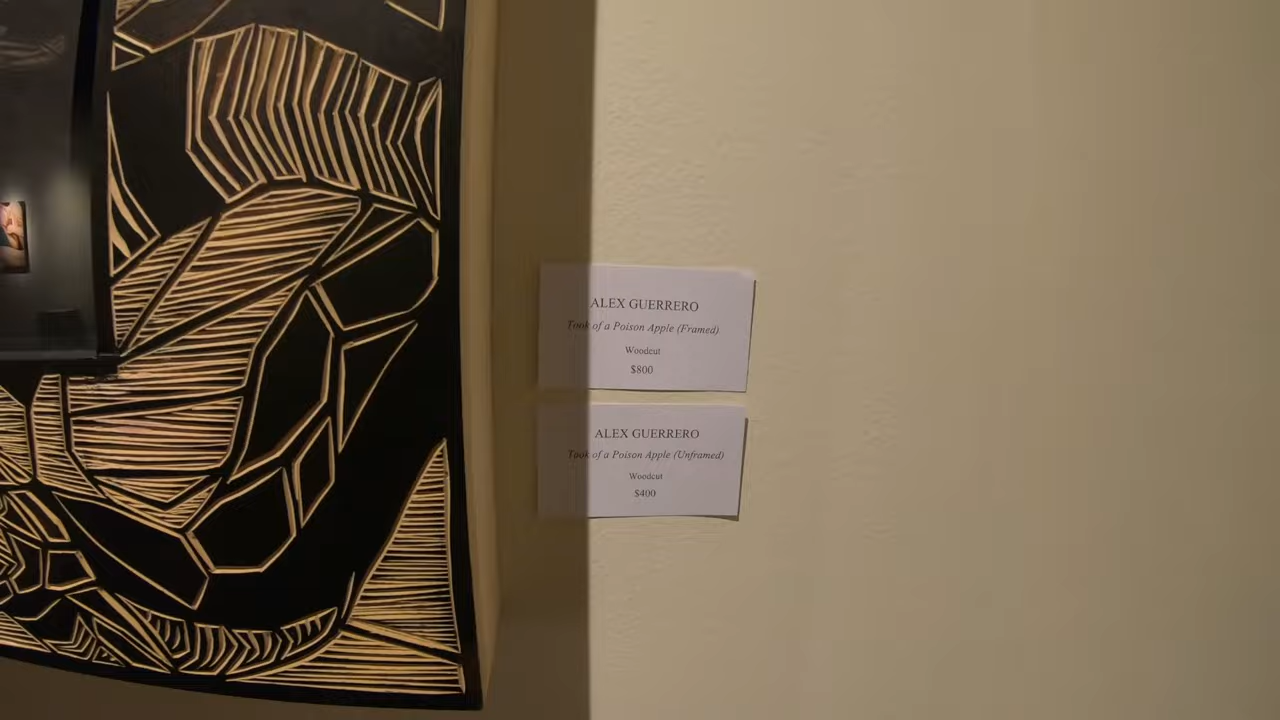 ALEX GUERRERO
Took of a Poison Apple (Framed)
Woodcut
$800
ALEX GUERRERO
Took of a Poison Apple (Unframed)
Woodcut
$400